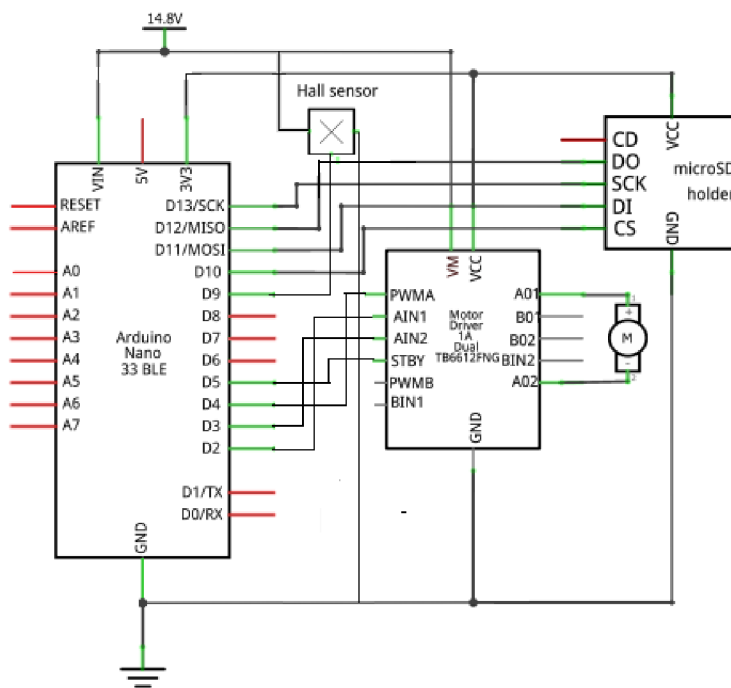 14.8V
Hall sensor
VIN
5V
3V3
RESET
AREF
A0
A1
A2
A3
A4
A5
A6
A7
Arduino
Nano
33 BLE
D13/SCK
D12/MISO
D11/MOSI
D10
D9
D8
D7
D6
D5
D4
D3
D2
D1/TX
D0/RX
GND
VM
VCC
PWMA
AIN1
AIN2
STBY
PWMB
BIN1
Motor
Driver
1A
Dual
TB6612FNG
A01
B01
B02
BIN2
A02
GND
M
+
-
1
2
CD
DO
SCK
DI
CS
VCC
GND
microSD
holder